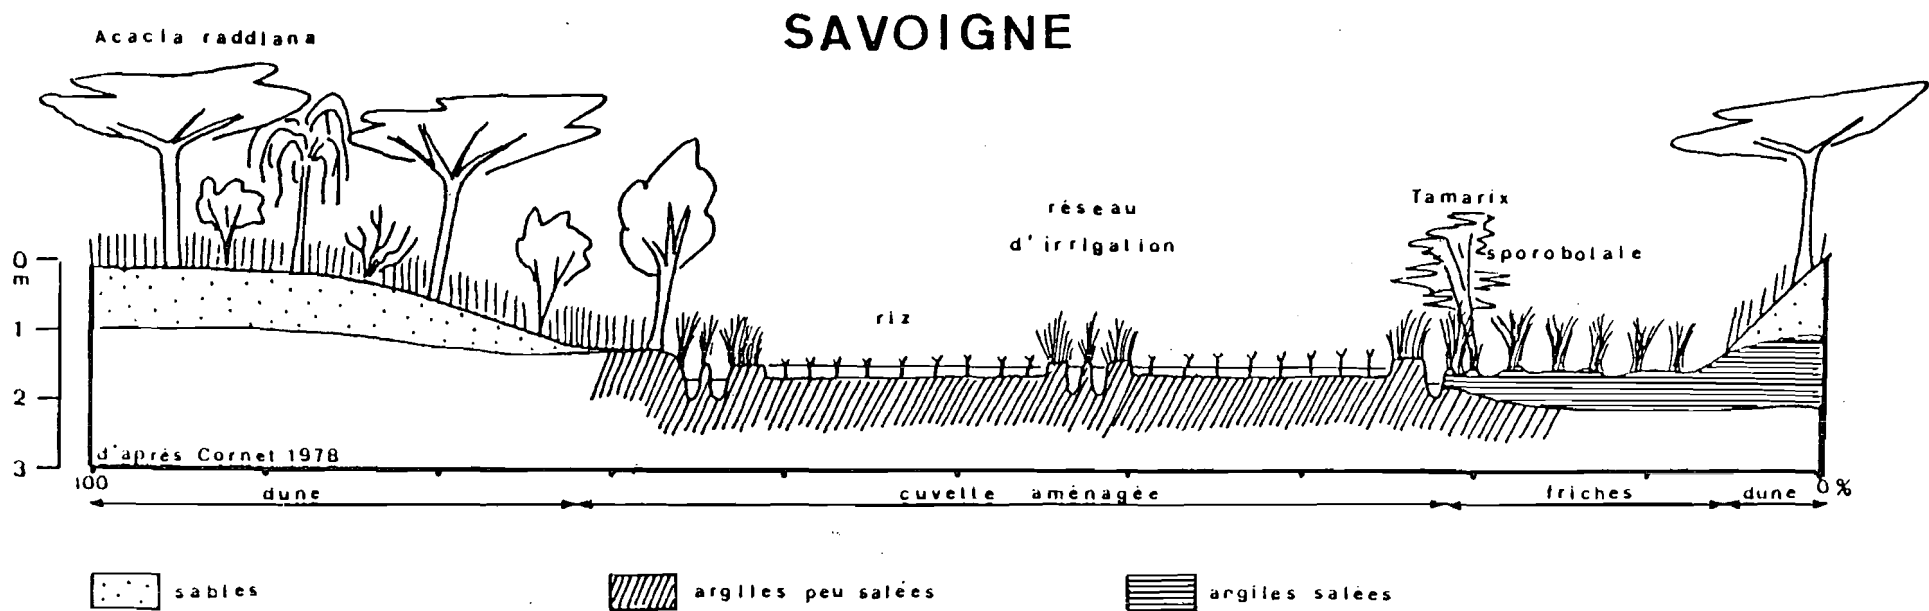 SAVOIGNE
Acacia raddiana
réseau
d'irrigation
Tamarix
sporobolaie
riz
0
m
1
2
3
d'après Cornet 1978
100
0 %
dune
cuvette aménagée
friches
dune
sables
argiles peu salées
argiles salées